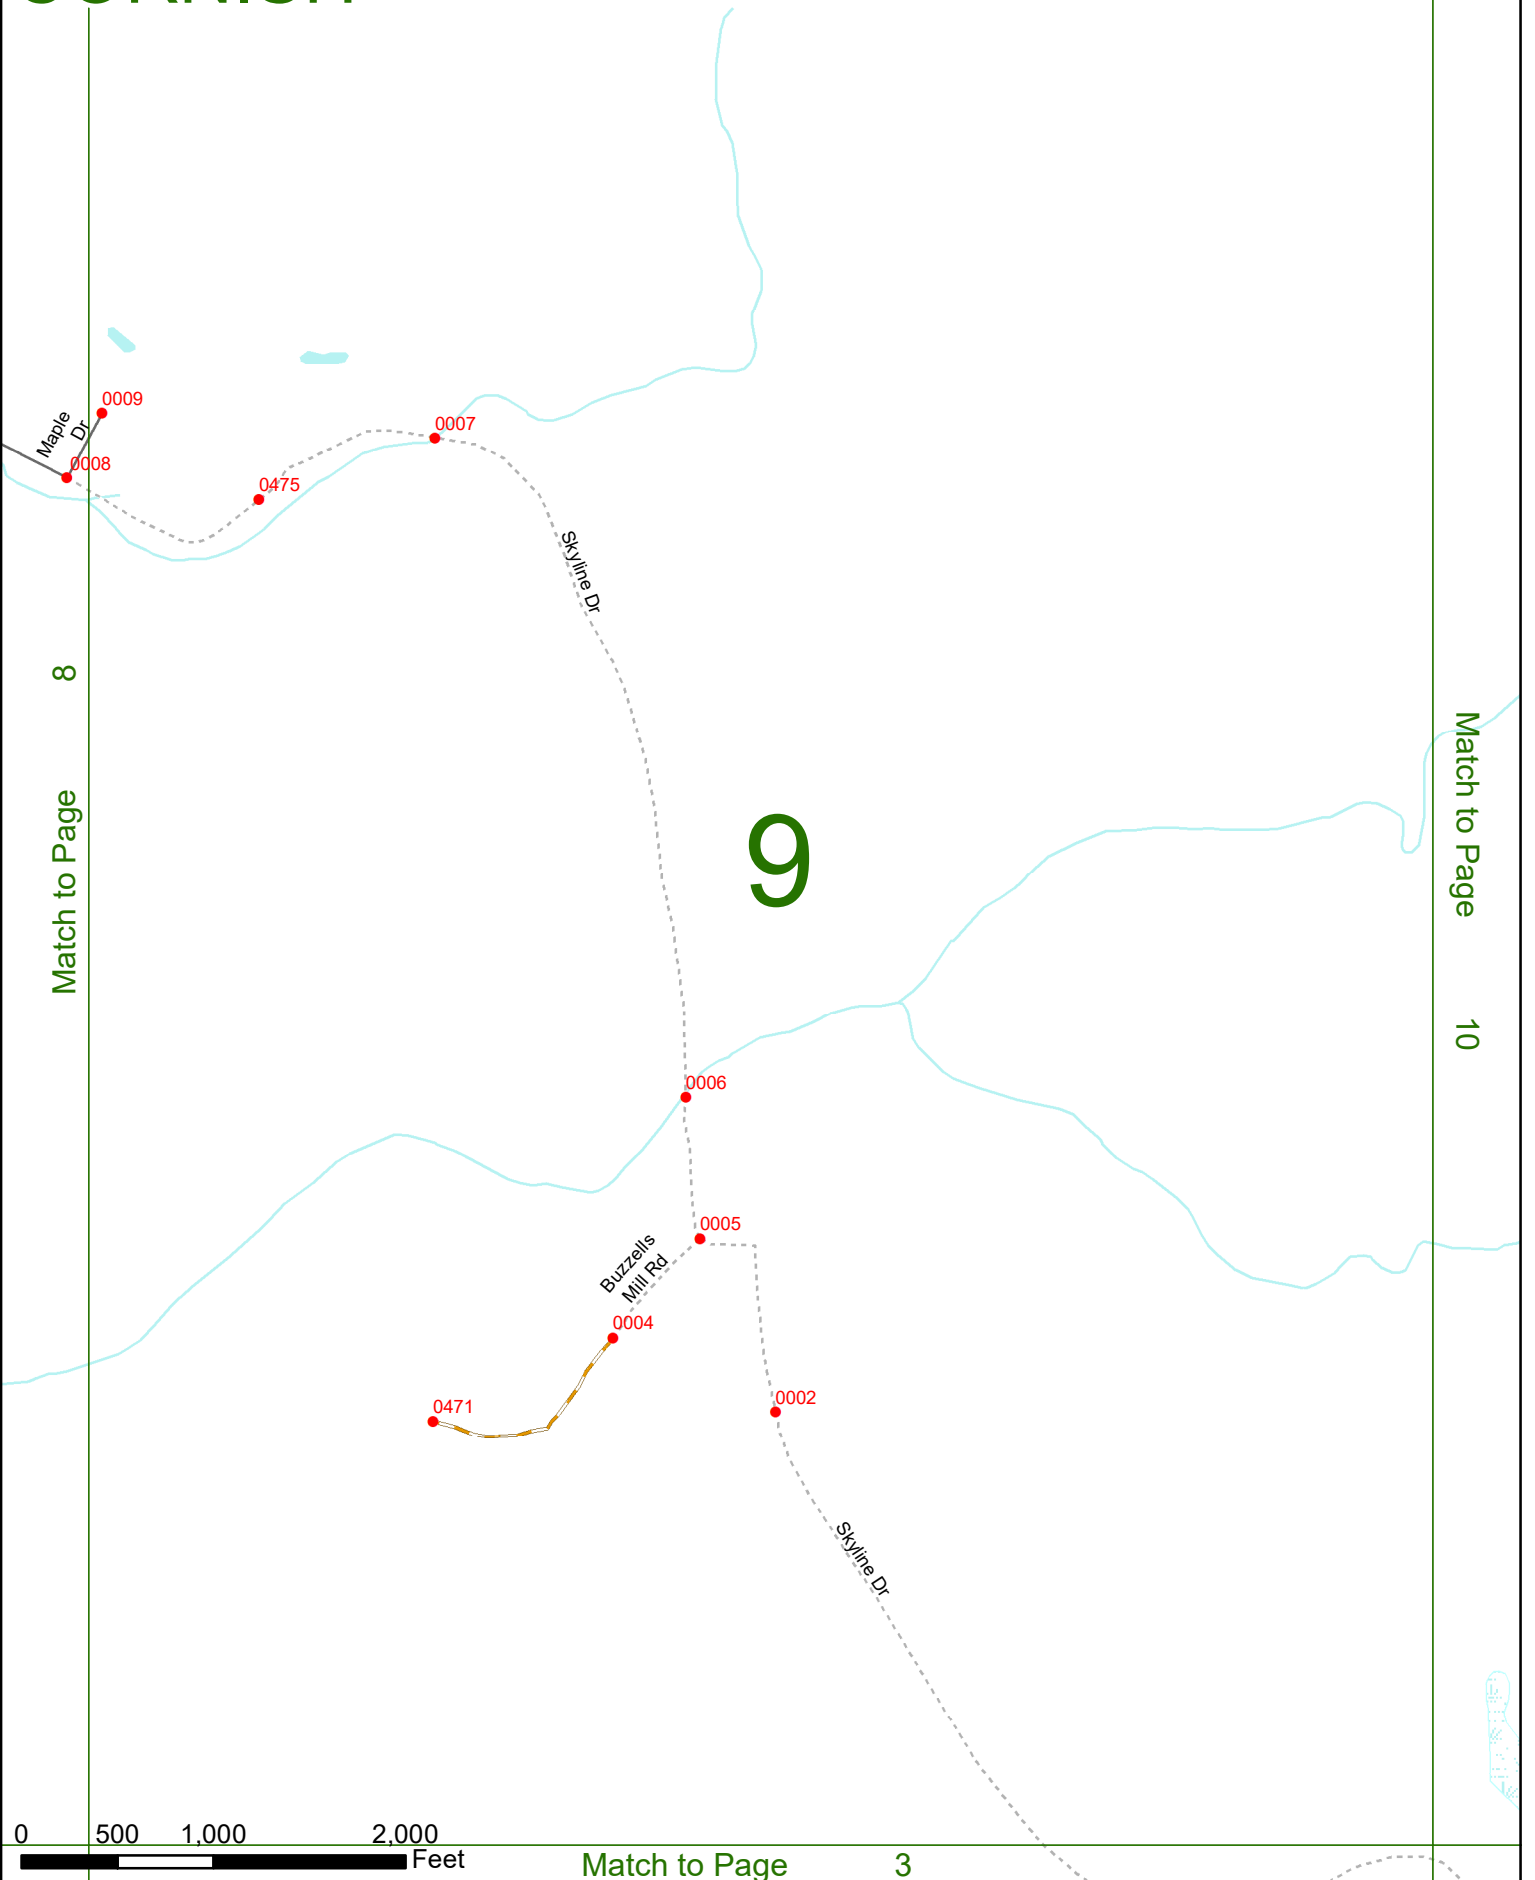 0009
Maple
Dr
0007
0008
0475
Skyline Dr
8
Match to Page
Match to Page
10
9
0006
0005
Buzzells
Mill Rd
0004
0471
0002
Skyline Dr
0 500 1,000 2,000
Feet
Match to Page 3